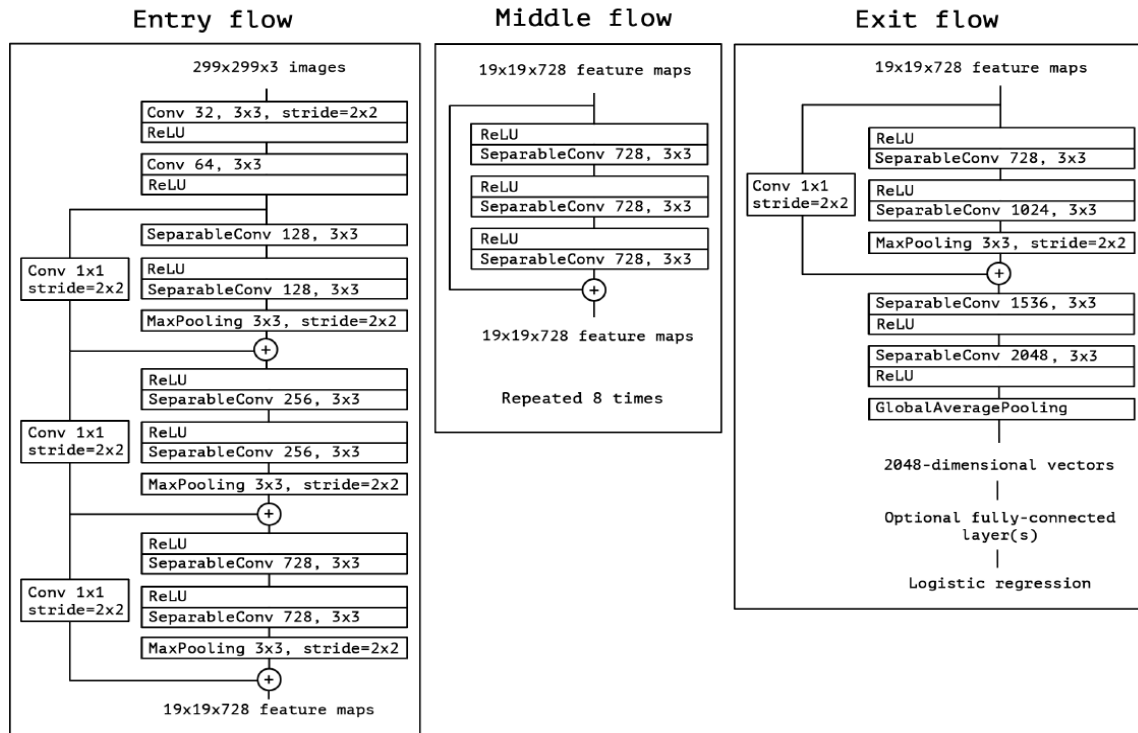 Entry flow
299x299x3 images
Conv 32, 3x3, stride=2x2
ReLU
Conv 64, 3x3
ReLU
SeparableConv 128, 3x3
Conv 1x1
stride=2x2
ReLU
SeparableConv 128, 3x3
MaxPooling 3x3, stride=2x2
+
ReLU
SeparableConv 256, 3x3
Conv 1x1
stride=2x2
ReLU
SeparableConv 256, 3x3
MaxPooling 3x3, stride=2x2
+
ReLU
SeparableConv 728, 3x3
Conv 1x1
stride=2x2
ReLU
SeparableConv 728, 3x3
MaxPooling 3x3, stride=2x2
+
19x19x728 feature maps
Middle flow
19x19x728 feature maps
ReLU
SeparableConv 728, 3x3
ReLU
SeparableConv 728, 3x3
ReLU
SeparableConv 728, 3x3
+
19x19x728 feature maps
Repeated 8 times
Exit flow
19x19x728 feature maps
ReLU
SeparableConv 728, 3x3
Conv 1x1
stride=2x2
ReLU
SeparableConv 1024, 3x3
MaxPooling 3x3, stride=2x2
+
SeparableConv 1536, 3x3
ReLU
SeparableConv 2048, 3x3
ReLU
GlobalAveragePooling
2048-dimensional vectors
Optional fully-connected
layer(s)
Logistic regression